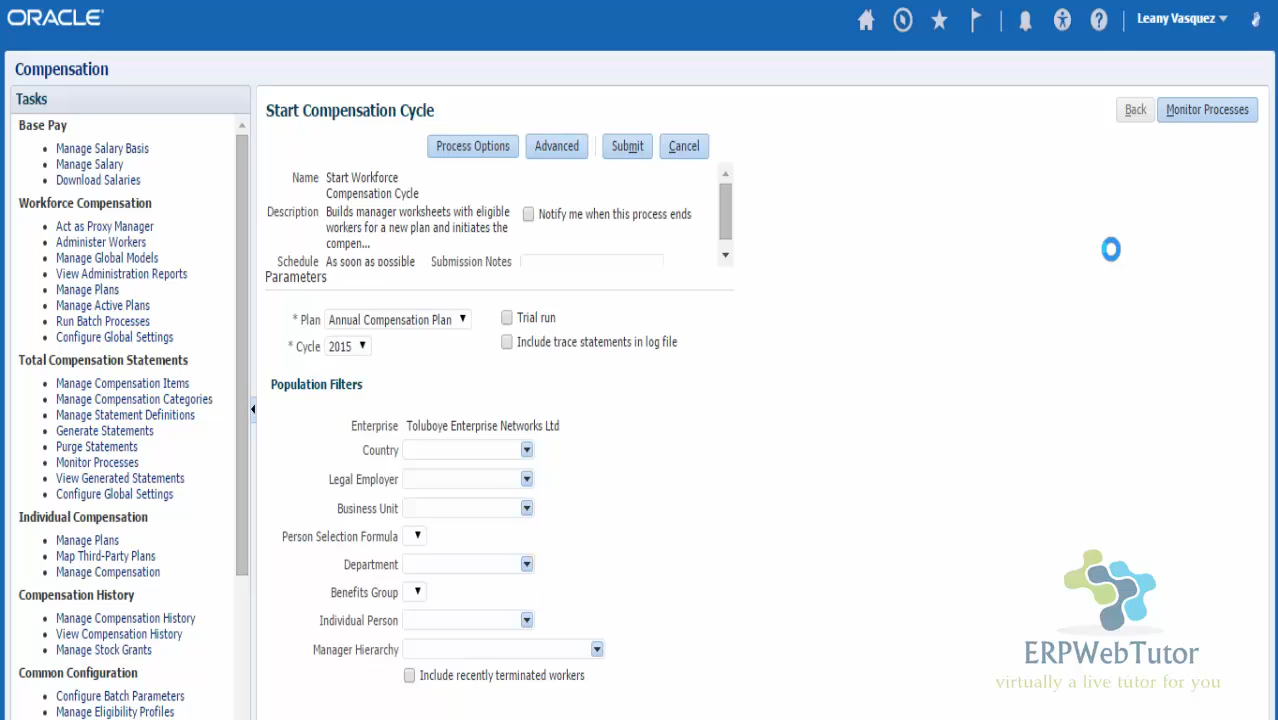 ORACLE
Leany Vasquez
Compensation
Tasks
Base Pay
Manage Salary Basis
Manage Salary
Download Salaries
Workforce Compensation
Act as Proxy Manager
Administer Workers
Manage Global Models
View Administration Reports
Manage Plans
Manage Active Plans
Run Batch Processes
Configure Global Settings
Total Compensation Statements
Manage Compensation Items
Manage Compensation Categories
Manage Statement Definitions
Generate Statements
Purge Statements
Monitor Processes
View Generated Statements
Configure Global Settings
Individual Compensation
Manage Plans
Map Third-Party Plans
Manage Compensation
Compensation History
Manage Compensation History
View Compensation History
Manage Stock Grants
Common Configuration
Configure Batch Parameters
Manage Eligibility Profiles
Start Compensation Cycle
Back Monitor Processes
Process Options Advanced Submit Cancel
Name Start Workforce
Compensation Cycle
Description Builds manager worksheets with eligible
workers for a new plan and initiates the
compen...
Notify me when this process ends
Schedule As soon as possible Submission Notes
Parameters
* Plan Annual Compensation Plan Trial run
* Cycle 2015 Include trace statements in log file
Population Filters
Enterprise Toluboye Enterprise Networks Ltd
Country
Legal Employer
Business Unit
Person Selection Formula
Department
Benefits Group
Individual Person
Manager Hierarchy
Include recently terminated workers
ERPWebTutor
virtually a live tutor for you